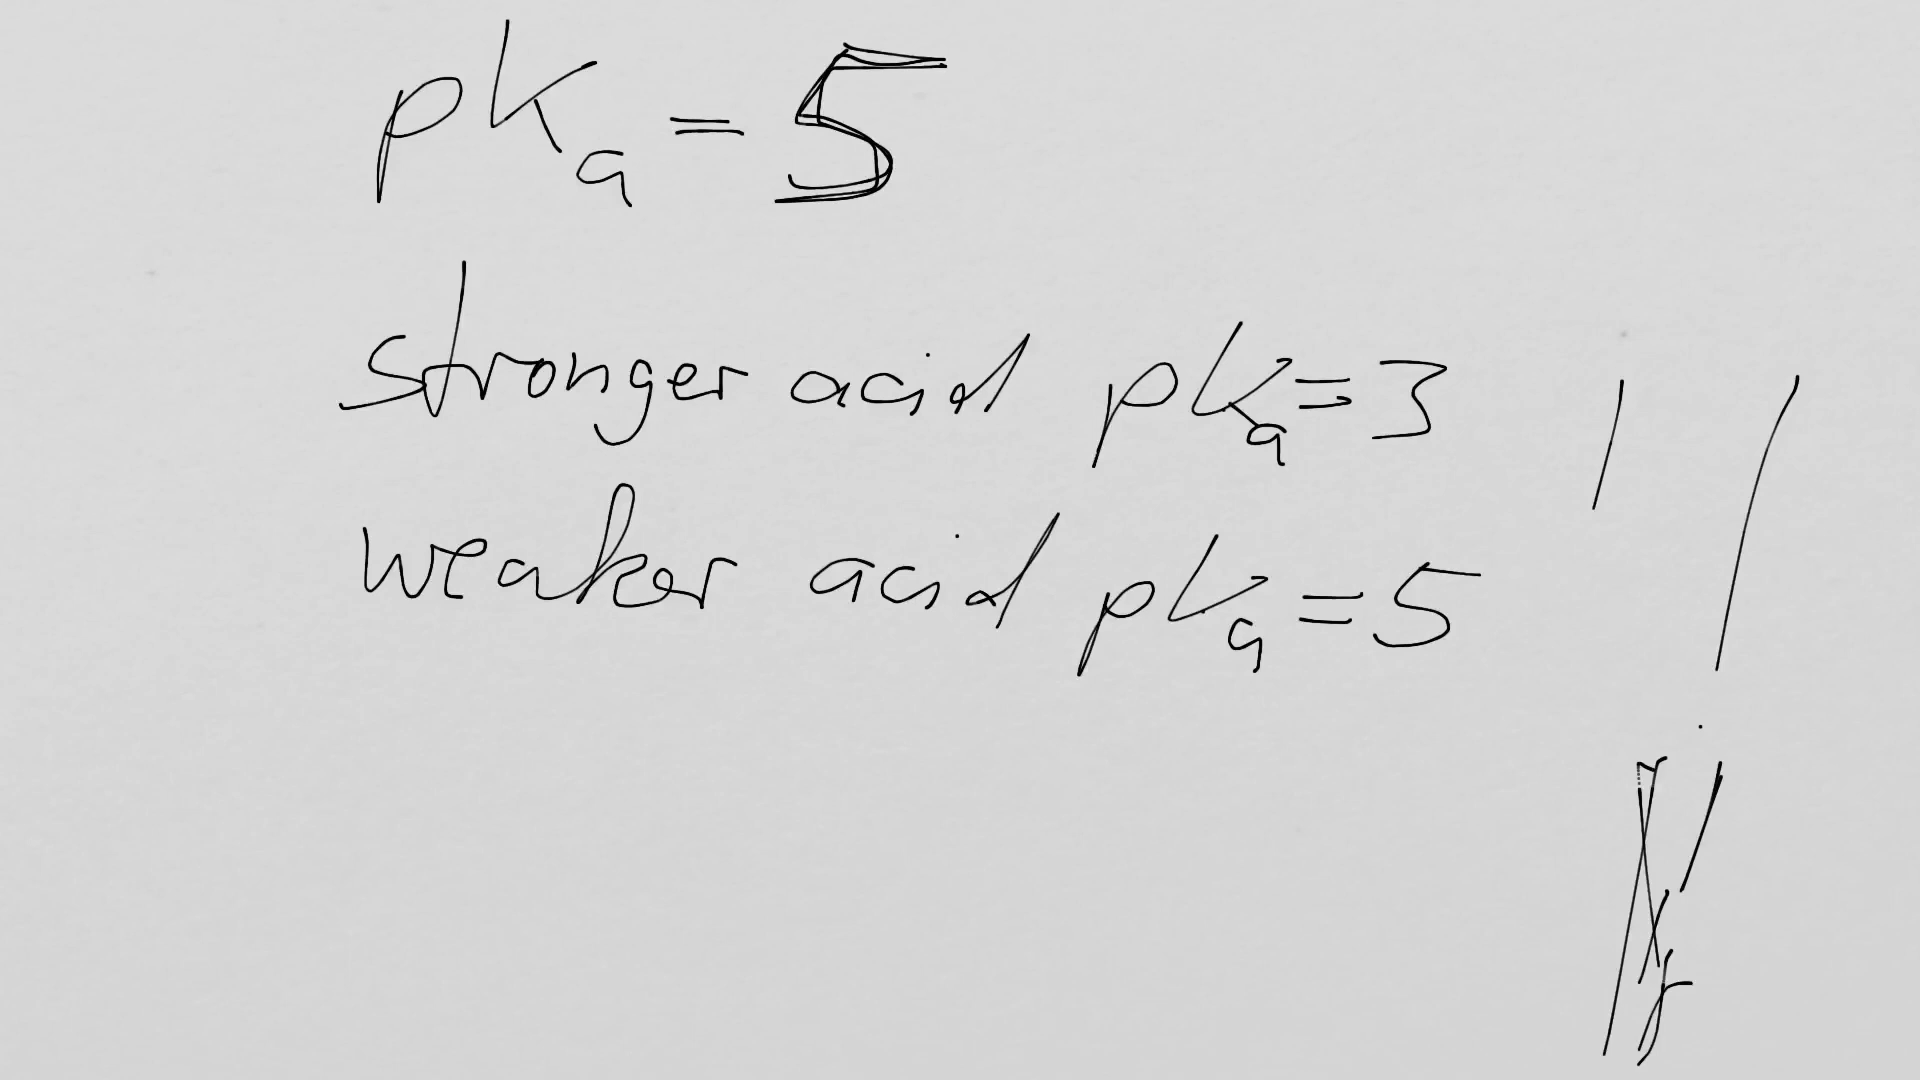 pKa = 5
stronger acid pKa = 3
weaker acid pKa = 5